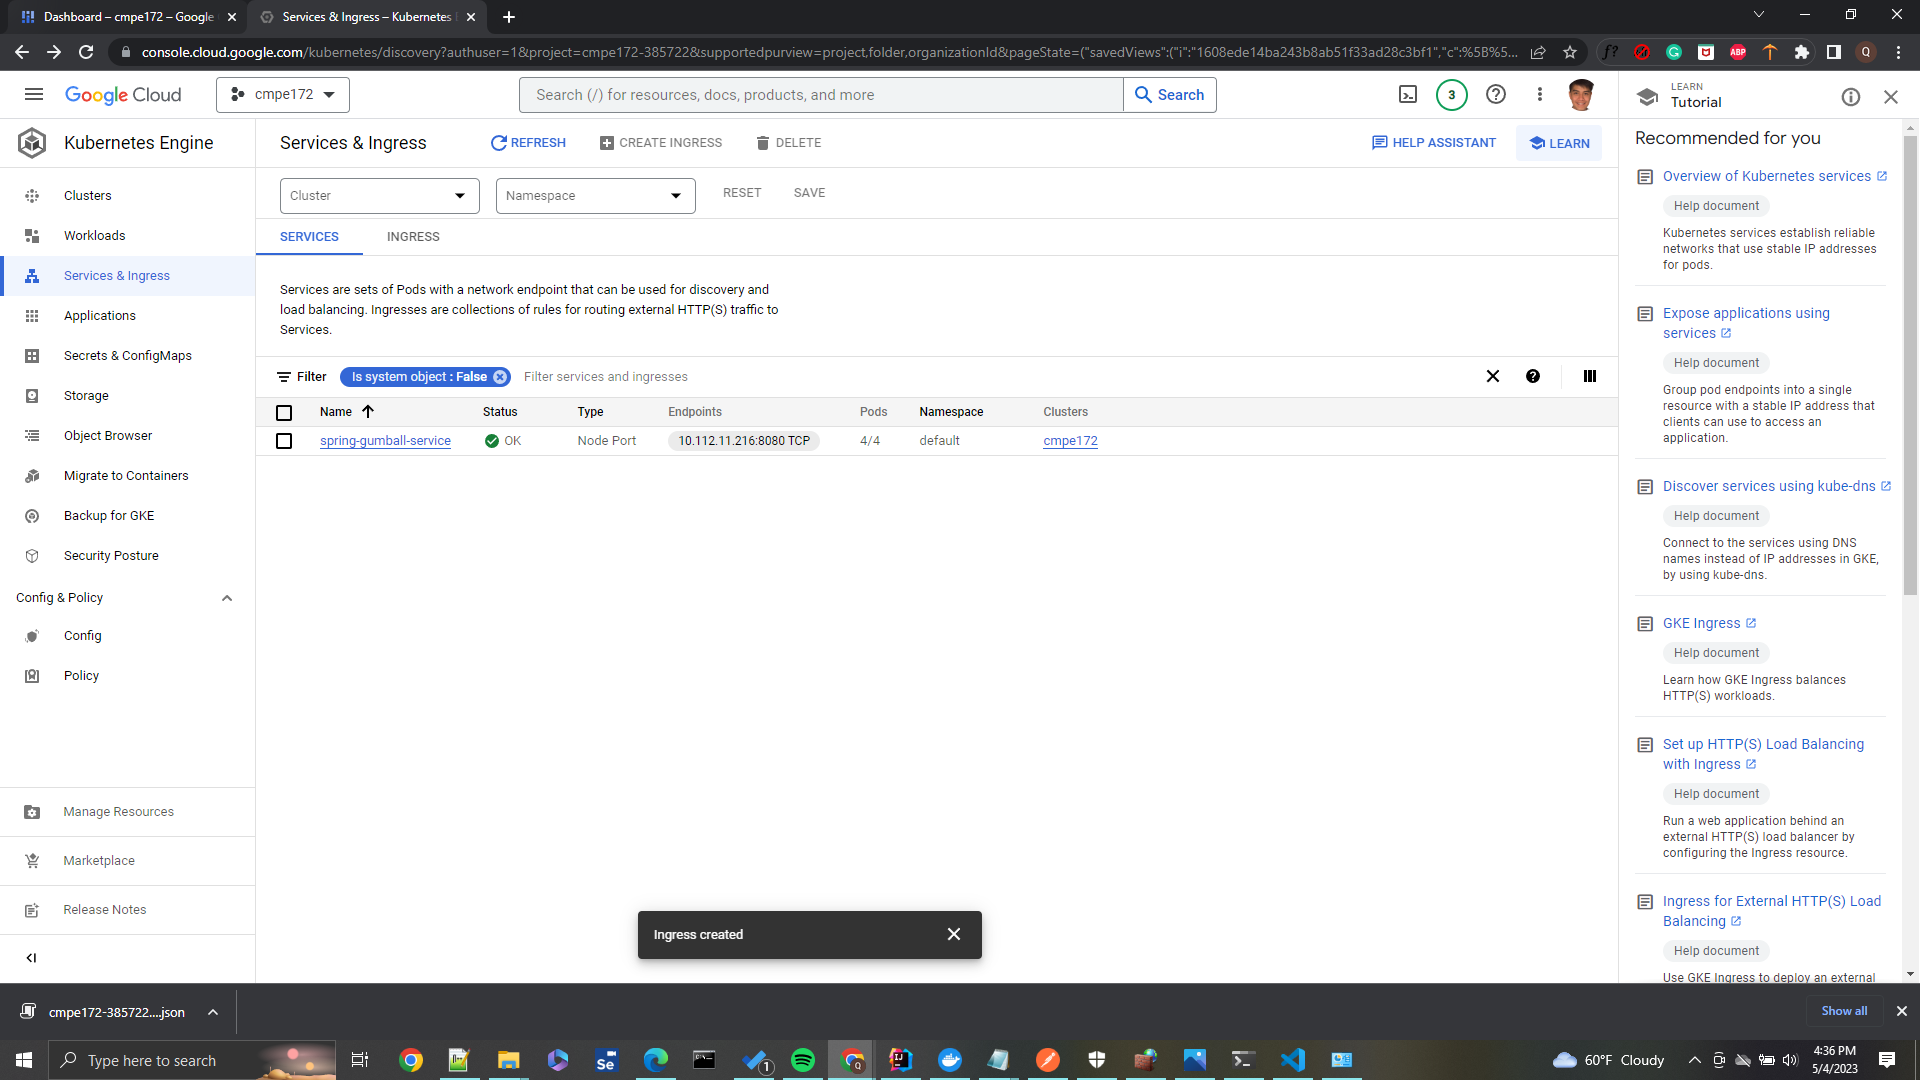 Dashboard – cmpe172 – Google
Services & Ingress – Kubernetes
console.cloud.google.com/kubernetes/discovery?authuser=1&project=cmpe172-385722&supportedpurview=project,folder,organizationId&pageState=("savedViews":("i":"1608ede14ba243b8ab51f33ad28c3bf1","c":%5B%5...
Google Cloud
cmpe172
Search (/) for resources, docs, products, and more
Search
3
LEARN
Tutorial
Kubernetes Engine
Clusters
Workloads
Services & Ingress
Applications
Secrets & ConfigMaps
Storage
Object Browser
Migrate to Containers
Backup for GKE
Security Posture
Config & Policy
Config
Policy
Manage Resources
Marketplace
Release Notes
Services & Ingress
REFRESH
CREATE INGRESS
DELETE
HELP ASSISTANT
LEARN
Cluster
Namespace
RESET
SAVE
SERVICES
INGRESS
Services are sets of Pods with a network endpoint that can be used for discovery and
load balancing. Ingresses are collections of rules for routing external HTTP(S) traffic to
Services.
Filter
Is system object : False
Filter services and ingresses
Name Status Type Endpoints Pods Namespace Clusters
spring-gumball-service OK Node Port 10.112.11.216:8080 TCP 4/4 default cmpe172
Ingress created
Recommended for you
Overview of Kubernetes services
Help document
Kubernetes services establish reliable
networks that use stable IP addresses
for pods.
Expose applications using
services
Help document
Group pod endpoints into a single
resource with a stable IP address that
clients can use to access an
application.
Discover services using kube-dns
Help document
Connect to the services using DNS
names instead of IP addresses in GKE,
by using kube-dns.
GKE Ingress
Help document
Learn how GKE Ingress balances
HTTP(S) workloads.
Set up HTTP(S) Load Balancing
with Ingress
Help document
Run a web application behind an
external HTTP(S) load balancer by
configuring the Ingress resource.
Ingress for External HTTP(S) Load
Balancing
Help document
Use GKE Ingress to deploy an external
cmpe172-385722....json
Show all
Type here to search
60°F Cloudy
4:36 PM
5/4/2023